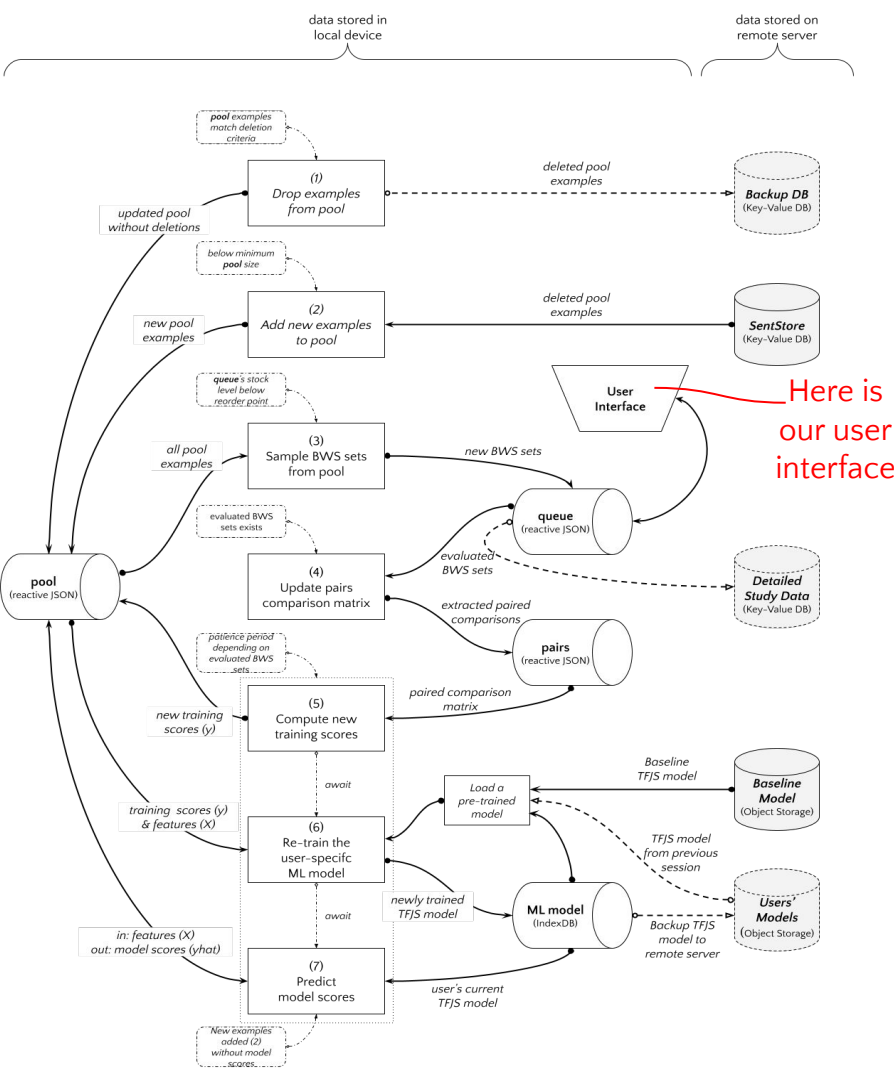 data stored in
local device
data stored on
remote server
pool examples
match deletion
criteria
(1)
Drop examples
from pool
deleted pool
examples
Backup DB
(Key-Value DB)
updated pool
without deletions
below minimum
pool size
(2)
Add new examples
to pool
deleted pool
examples
SentStore
(Key-Value DB)
new pool
examples
queue's stock
level below
reorder point
User
Interface
Here is
our user
interface
(3)
Sample BWS sets
from pool
all pool
examples
new BWS sets
queue
(reactive JSON)
evaluated BWS
sets exists
evaluated
BWS sets
(4)
Update pairs
comparison matrix
pool
(reactive JSON)
Detailed
Study Data
(Key-Value DB)
extracted paired
comparisons
pairs
(reactive JSON)
patience period
depending on
evaluated BWS
sets
(5)
Compute new
training scores
paired comparison
matrix
new training
scores (y)
await
Load a
pre-trained
model
Baseline
TFJS model
Baseline
Model
(Object Storage)
training scores (y)
& features (X)
(6)
Re-train the
user-specifc
ML model
TFJS model
from previous
session
newly trained
TFJS model
ML model
(IndexDB)
Users'
Models
(Object Storage)
await
Backup TFJS
model to
remote server
in: features (X)
out: model scores (yhat)
(7)
Predict
model scores
user's current
TFJS model
New examples
added (2)
without model
scores